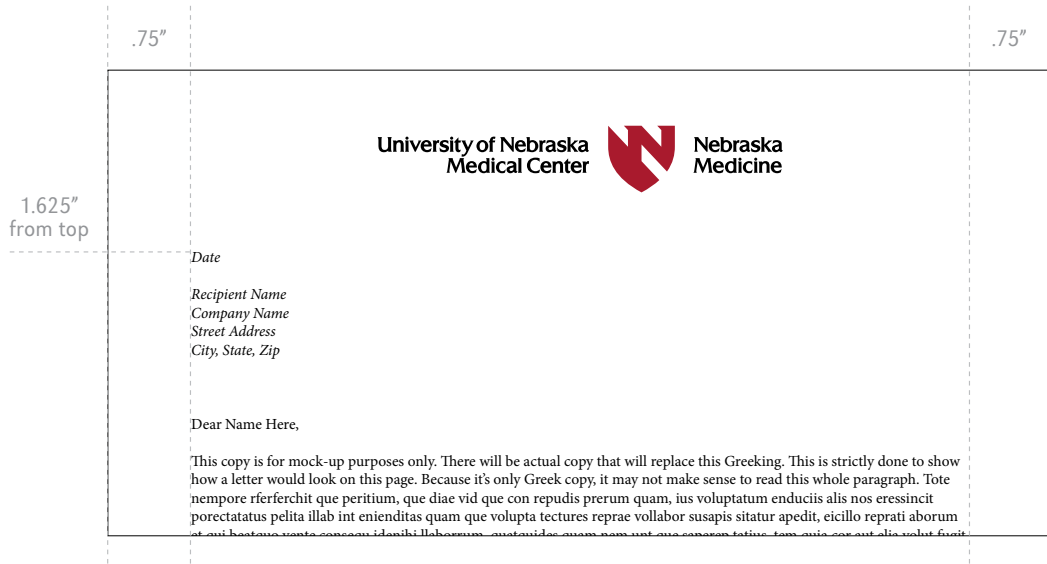 .75”
.75”
University of Nebraska
Medical Center
Nebraska
Medicine
1.625”
from top
Date
Recipient Name
Company Name
Street Address
City, State, Zip
Dear Name Here,
This copy is for mock-up purposes only. There will be actual copy that will replace this Greeking. This is strictly done to show
how a letter would look on this page. Because it’s only Greek copy, it may not make sense to read this whole paragraph. Tote
nempore rferferchit que peritium, que diae vid que con repudis prerum quam, ius voluptatum enduciis alis nos eressincit
porectatatus pelita illab int enienditas quam que volupta tectures reprae vollabor susapis sitatur apedit, eicillo reprati aborum